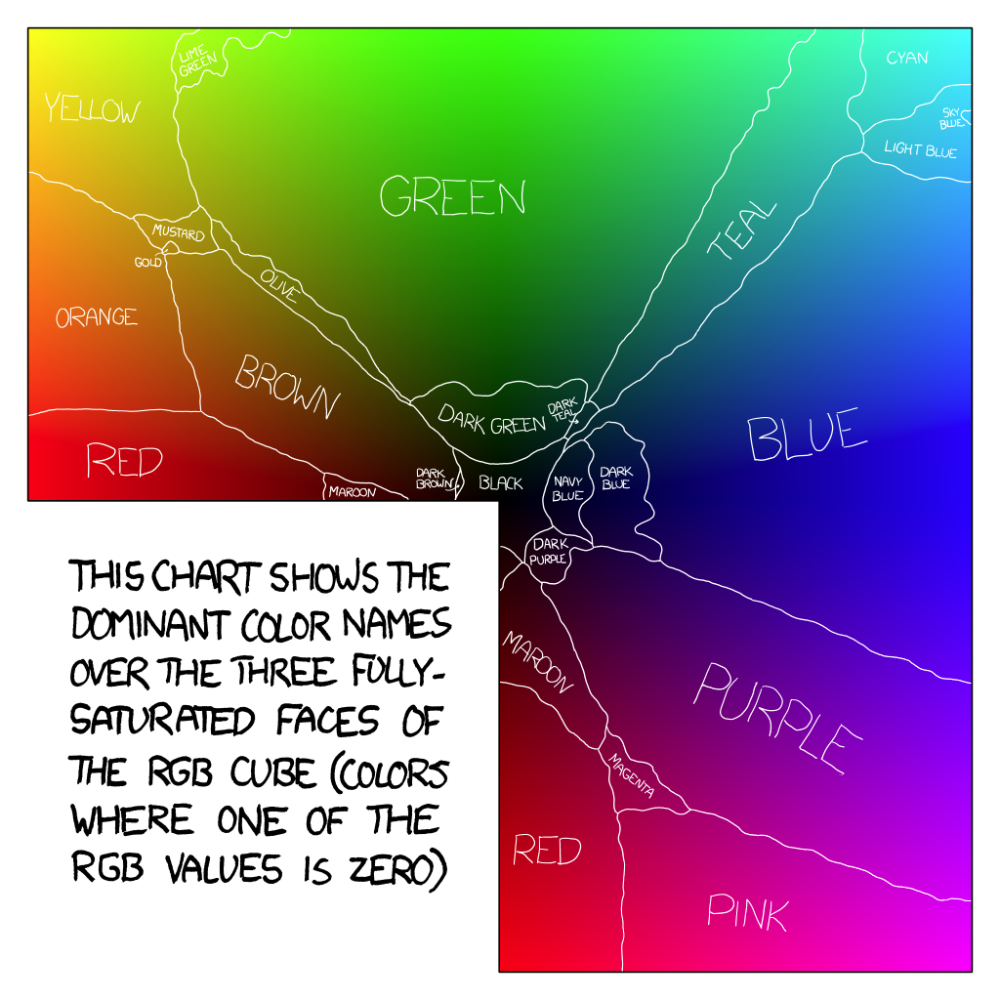 LIME
GREEN
CYAN
YELLOW
SKY
BLUE
LIGHT BLUE
GREEN
TEAL
MUSTARD
GOLD
OLIVE
ORANGE
BROWN
DARK GREEN
DARK
TEAL
BLUE
RED
DARK
BROWN
BLACK
MAROON
NAVY
BLUE
DARK
BLUE
DARK
PURPLE
THIS CHART SHOWS THE
DOMINANT COLOR NAMES
OVER THE THREE FULLY-
SATURATED FACES OF
THE RGB CUBE (COLORS
WHERE ONE OF THE
RGB VALUES IS ZERO)
MAROON
PURPLE
MAGENTA
RED
PINK